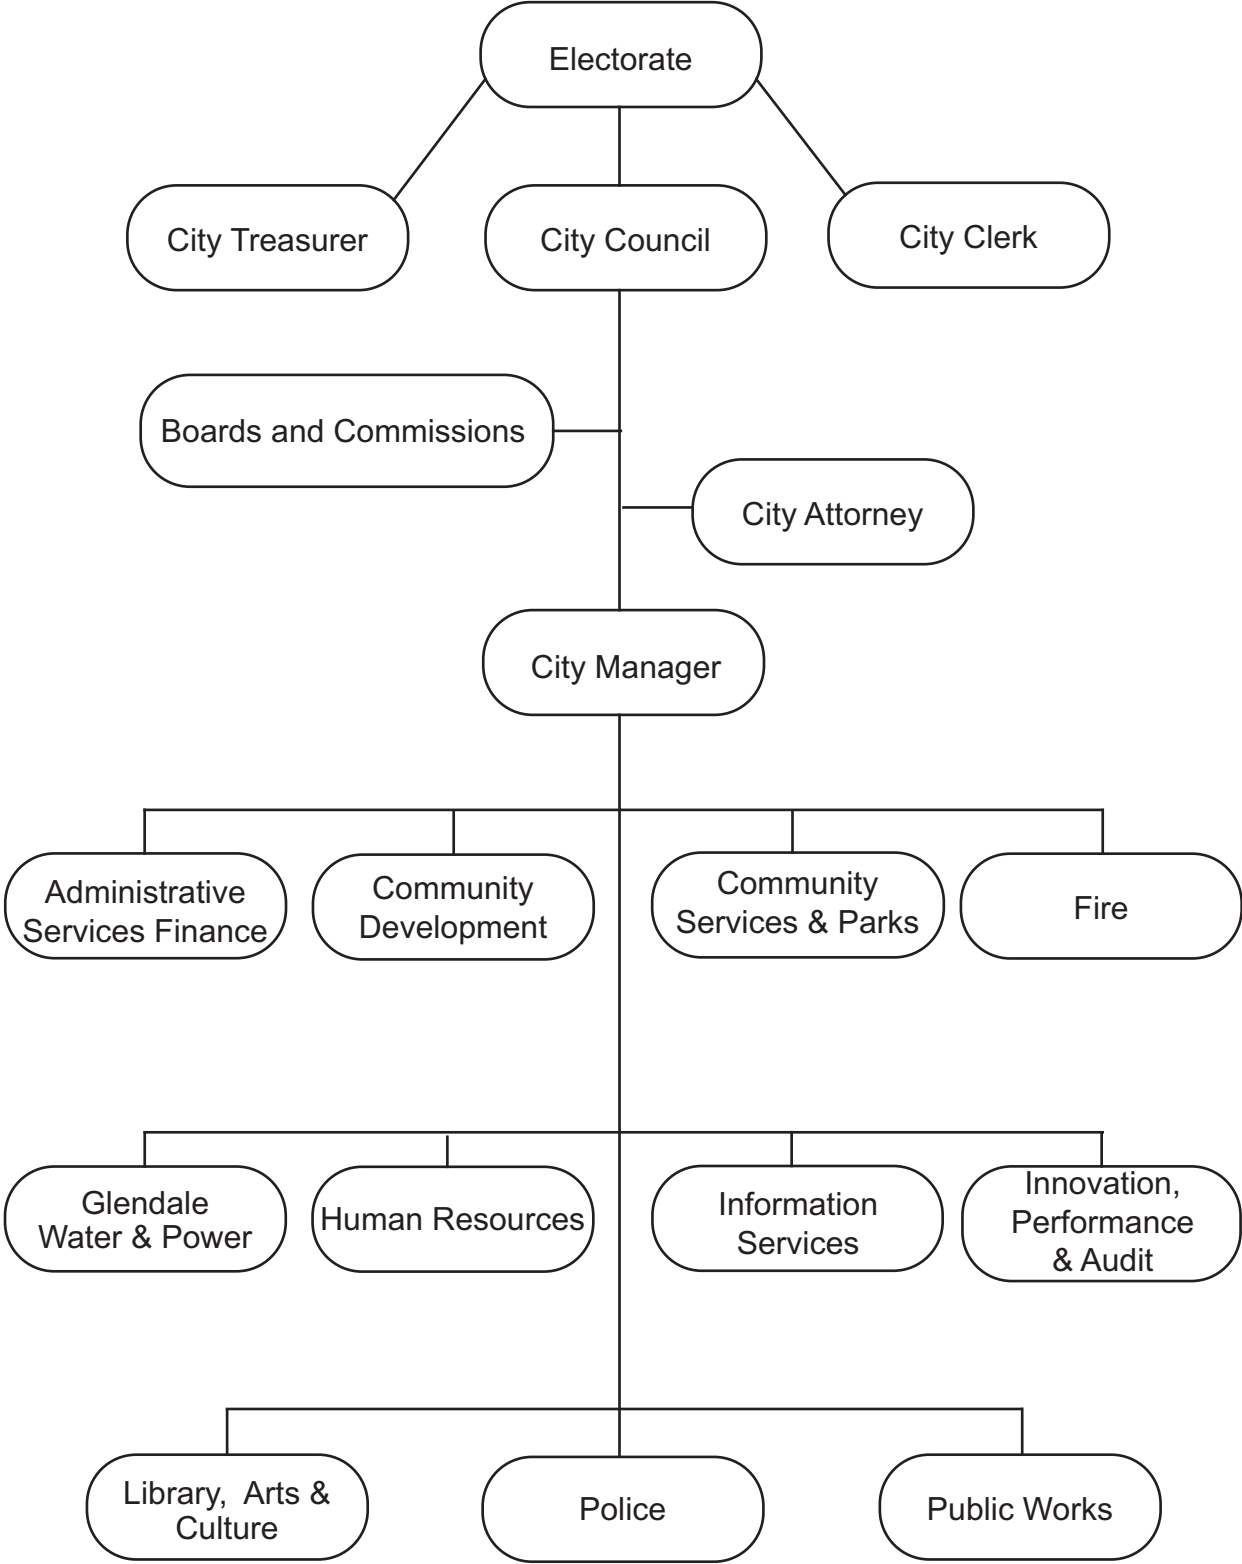 Electorate
City Treasurer
City Council
City Clerk
Boards and Commissions
City Attorney
City Manager
Administrative
Services Finance
Community
Development
Community
Services & Parks
Fire
Glendale
Water & Power
Human Resources
Information
Services
Innovation,
Performance
& Audit
Library,  Arts &
Culture
Police
Public Works